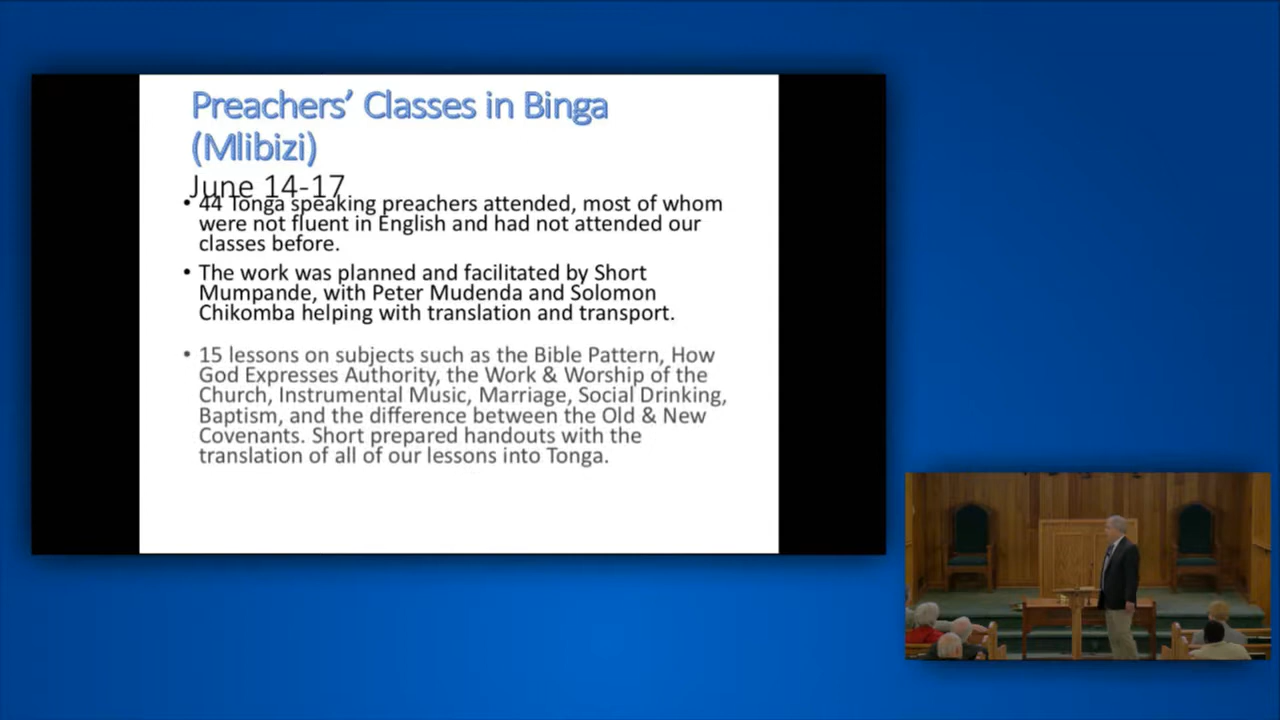 Preachers’ Classes in Binga
(Mlibizi)
June 14-17
• 44 Tonga speaking preachers attended, most of whom
were not fluent in English and had not attended our
classes before.
• The work was planned and facilitated by Short
Mumpande, with Peter Mudenda and Solomon
Chikomba helping with translation and transport.
• 15 lessons on subjects such as the Bible Pattern, How
God Expresses Authority, the Work & Worship of the
Church, Instrumental Music, Marriage, Social Drinking,
Baptism, and the difference between the Old & New
Covenants. Short prepared handouts with the
translation of all of our lessons into Tonga.